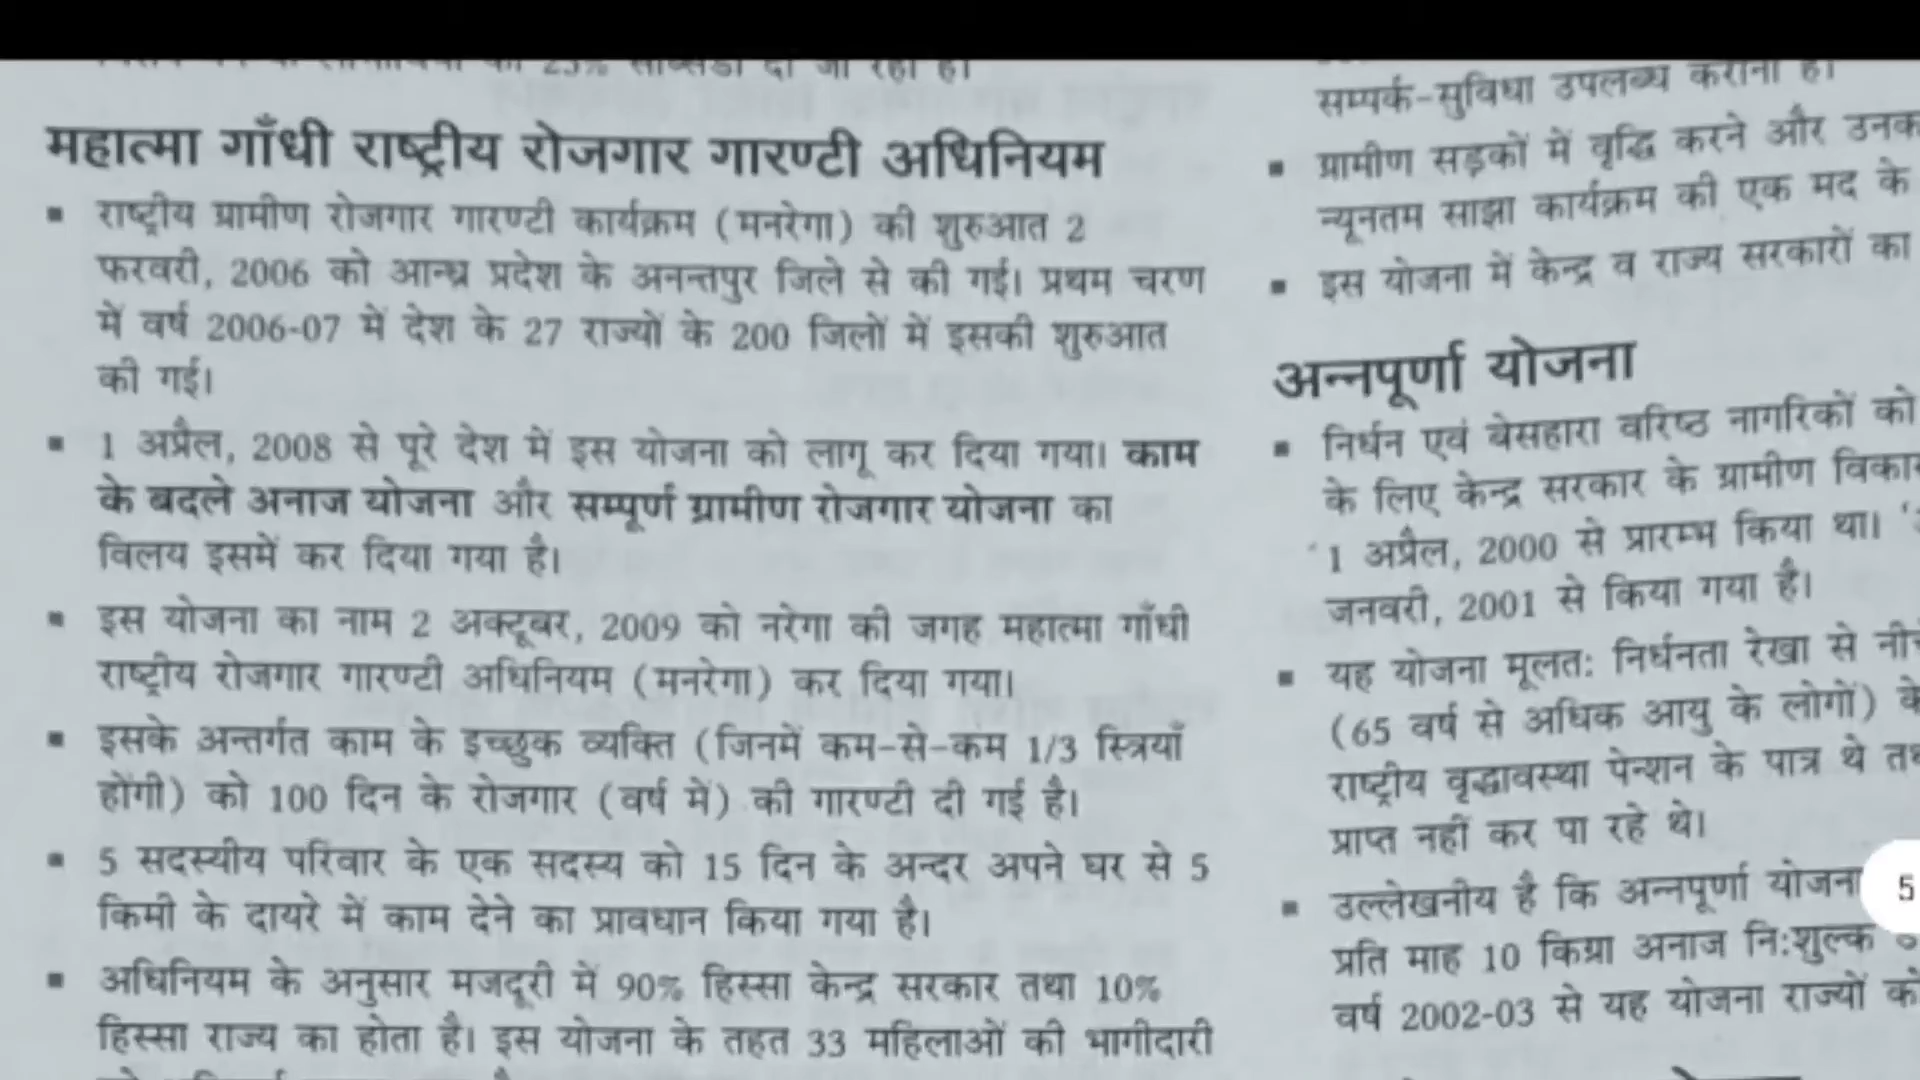 25% सब्सिडी दी जा रही है।
महात्मा गाँधी राष्ट्रीय रोजगार गारण्टी अधिनियम
▪ राष्ट्रीय ग्रामीण रोजगार गारण्टी कार्यक्रम (मनरेगा) की शुरुआत 2
फरवरी, 2006 को आन्ध्र प्रदेश के अनन्तपुर जिले से की गई। प्रथम चरण
में वर्ष 2006-07 में देश के 27 राज्यों के 200 जिलों में इसकी शुरुआत
की गई।
▪ 1 अप्रैल, 2008 से पूरे देश में इस योजना को लागू कर दिया गया। काम
के बदले अनाज योजना और सम्पूर्ण ग्रामीण रोजगार योजना का
विलय इसमें कर दिया गया है।
▪ इस योजना का नाम 2 अक्टूबर, 2009 को नरेगा की जगह महात्मा गाँधी
राष्ट्रीय रोजगार गारण्टी अधिनियम (मनरेगा) कर दिया गया।
▪ इसके अन्तर्गत काम के इच्छुक व्यक्ति (जिनमें कम-से-कम 1/3 स्त्रियाँ
होंगी) को 100 दिन के रोजगार (वर्ष में) की गारण्टी दी गई है।
▪ 5 सदस्यीय परिवार के एक सदस्य को 15 दिन के अन्दर अपने घर से 5
किमी के दायरे में काम देने का प्रावधान किया गया है।
▪ अधिनियम के अनुसार मजदूरी में 90% हिस्सा केन्द्र सरकार तथा 10%
हिस्सा राज्य का होता है। इस योजना के तहत 33 महिलाओं की भागीदारी
सम्पर्क-सुविधा उपलब्ध कराना है।
▪ ग्रामीण सड़कों में वृद्धि करने और
न्यूनतम साझा कार्यक्रम की एक मद के
▪ इस योजना में केन्द्र व राज्य सरकारों का
अन्नपूर्णा योजना
▪ निर्धन एवं बेसहारा वरिष्ठ नागरिकों को
के लिए केन्द्र सरकार के ग्रामीण
1 अप्रैल, 2000 से प्रारम्भ किया था।
जनवरी, 2001 से किया गया है।
▪ यह योजना मूलत: निर्धनता रेखा से
(65 वर्ष से अधिक आयु के लोगों)
राष्ट्रीय वृद्धावस्था पेन्शन के पात्र थे
प्राप्त नहीं कर पा रहे थे।
▪ उल्लेखनीय है कि अन्नपूर्णा योजना
प्रति माह 10 किग्रा अनाज नि:शुल्क
वर्ष 2002-03 से यह योजना राज्यों को
5